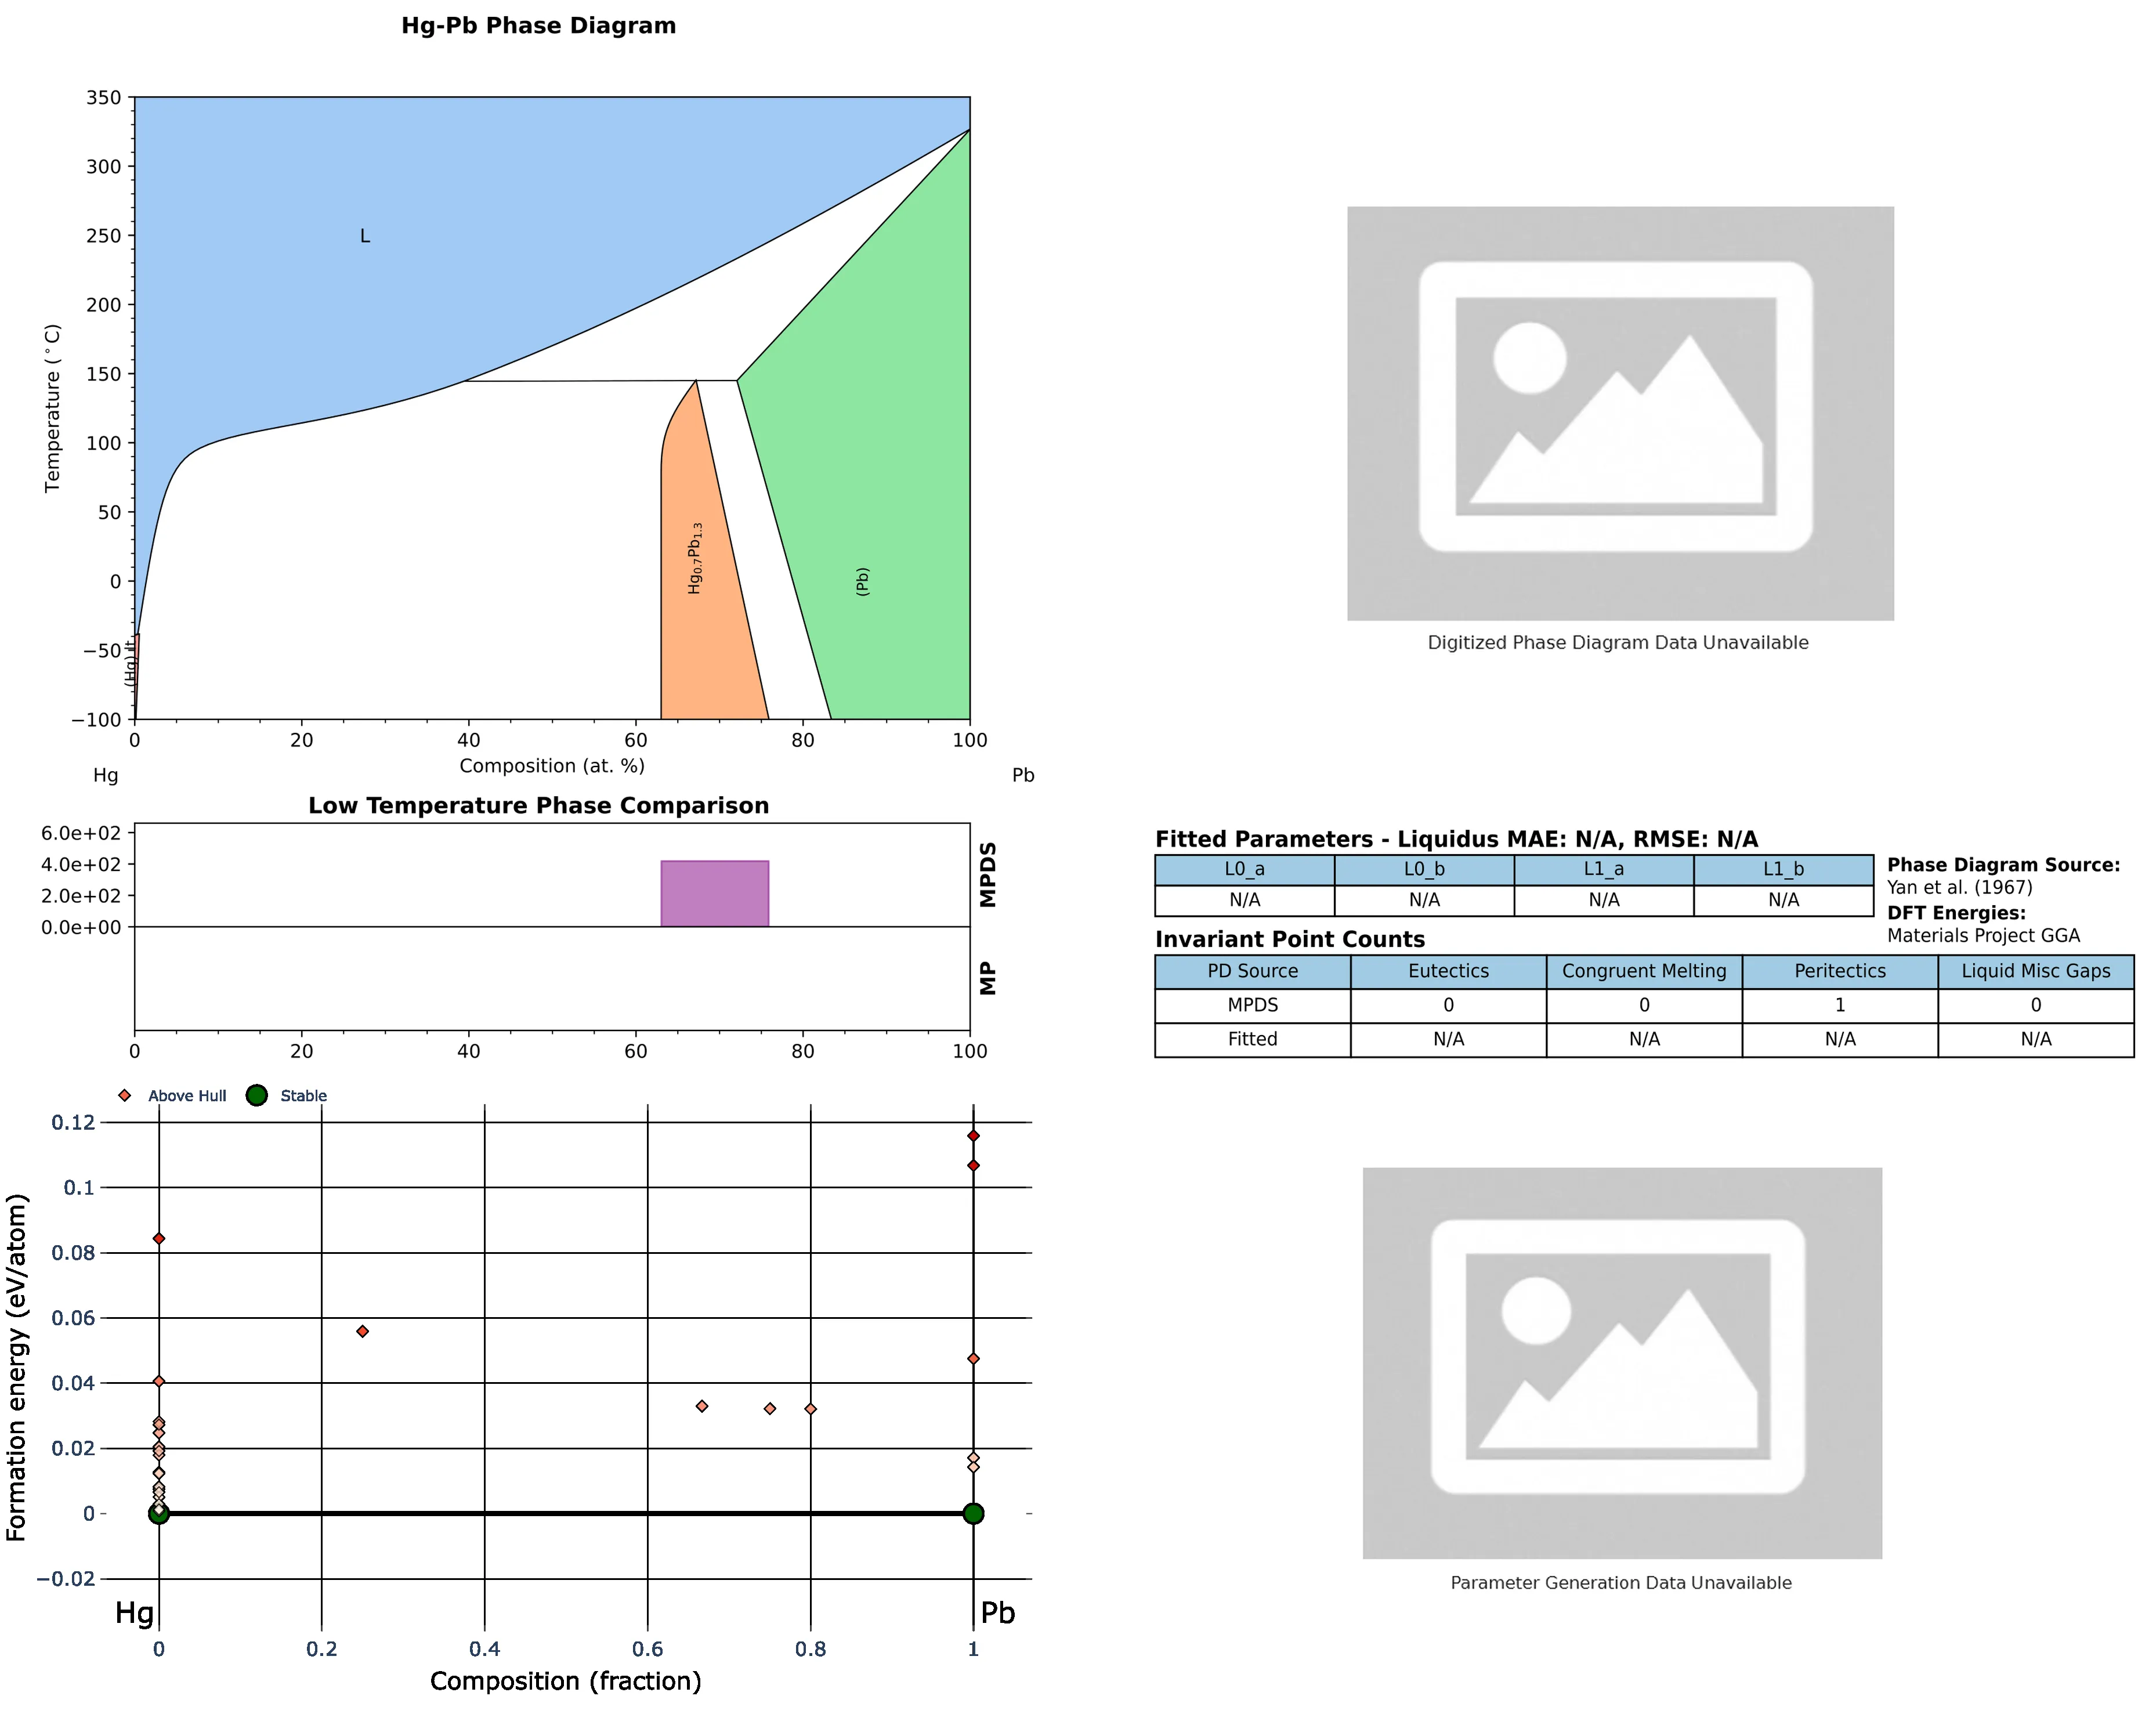 Hg-Pb Phase Diagram
350
300
250
200
150
100
50
0
−50
−100
Temperature (°C)
L
Hg0.7Pb1.3
(Pb)
(Hg) lt
0 20 40 60 80 100
Composition (at. %)
Hg Pb
Digitized Phase Diagram Data Unavailable
Low Temperature Phase Comparison
6.0e+02
4.0e+02
2.0e+02
0.0e+00
MPDS
MP
0 20 40 60 80 100
Fitted Parameters - Liquidus MAE: N/A, RMSE: N/A
L0_a L0_b L1_a L1_b
N/A N/A N/A N/A
Phase Diagram Source:
Yan et al. (1967)
DFT Energies:
Materials Project GGA
Invariant Point Counts
PD Source Eutectics Congruent Melting Peritectics Liquid Misc Gaps
MPDS 0 0 1 0
Fitted N/A N/A N/A N/A
Above Hull Stable
0.12
0.1
0.08
0.06
0.04
0.02
0
−0.02
Formation energy (eV/atom)
Hg Pb
0 0.2 0.4 0.6 0.8 1
Composition (fraction)
Parameter Generation Data Unavailable